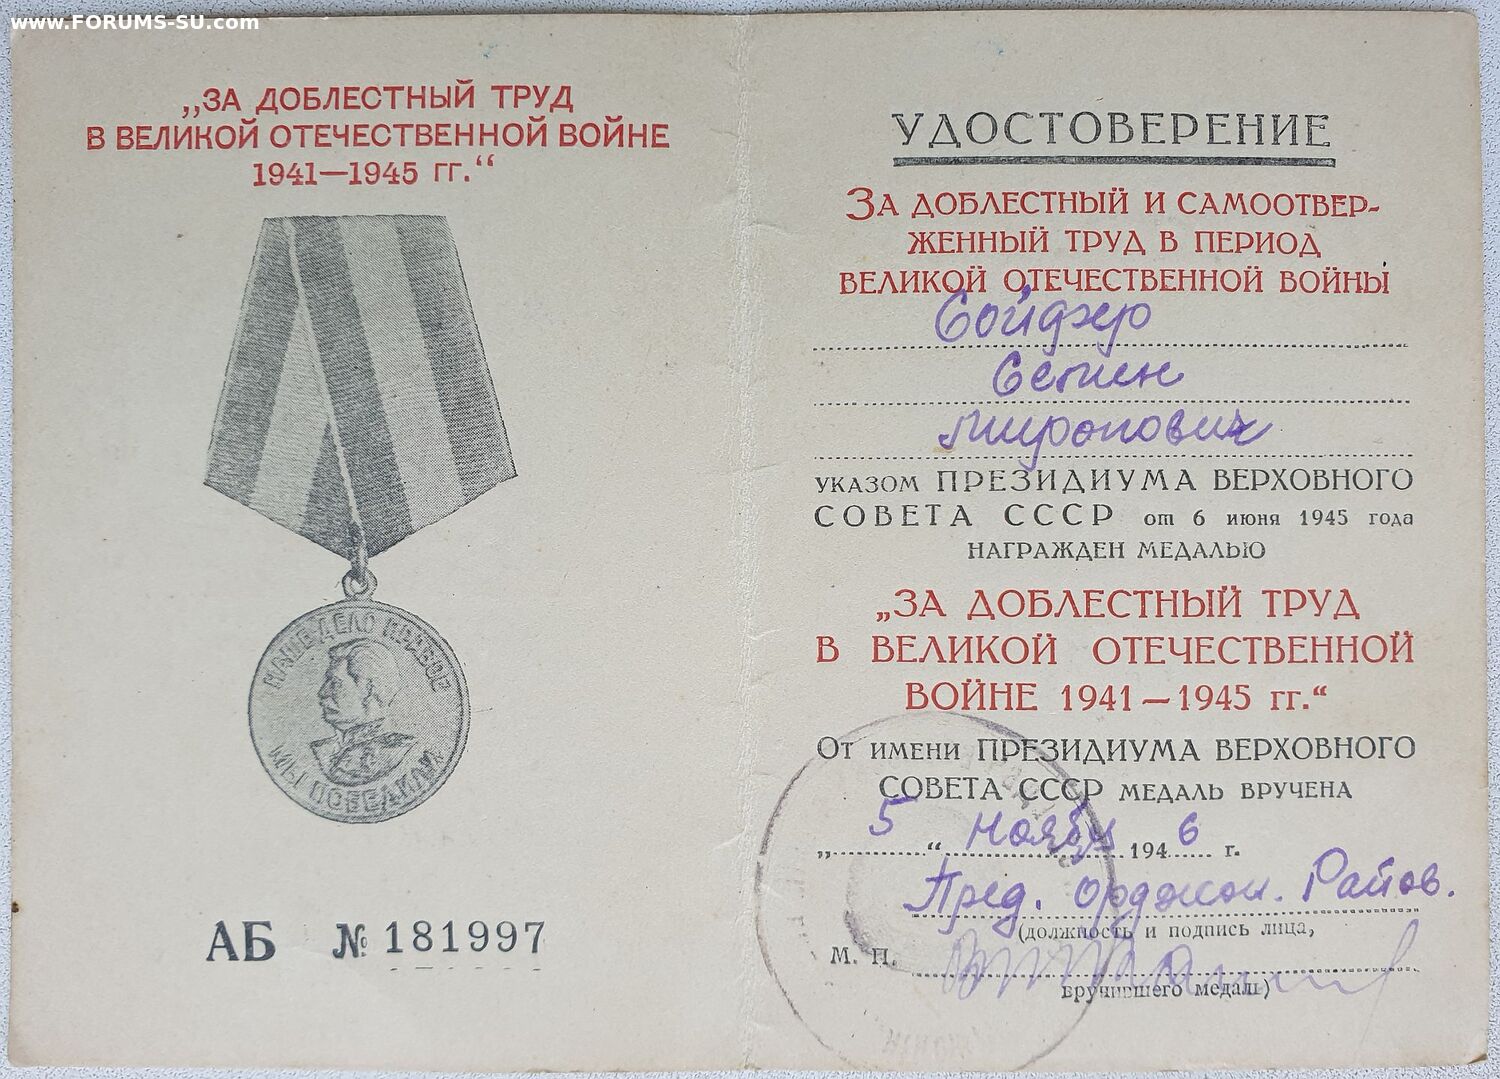 www.FORUMS-SU.com
„ЗА ДОБЛЕСТНЫЙ ТРУД
В ВЕЛИКОЙ ОТЕЧЕСТВЕННОЙ ВОЙНЕ
1941—1945 гг.“
НАШЕ ДЕЛО ПРАВОЕ
МЫ ПОБЕДИЛИ
АБ № 181997
УДОСТОВЕРЕНИЕ
ЗА ДОБЛЕСТНЫЙ И САМООТВЕР-
ЖЕННЫЙ ТРУД В ПЕРИОД
ВЕЛИКОЙ ОТЕЧЕСТВЕННОЙ ВОЙНЫ
Миронович
УКАЗОМ ПРЕЗИДИУМА ВЕРХОВНОГО
СОВЕТА СССР от 6 июня 1945 года
НАГРАЖДЕН МЕДАЛЬЮ
„ЗА ДОБЛЕСТНЫЙ ТРУД
В ВЕЛИКОЙ ОТЕЧЕСТВЕННОЙ
ВОЙНЕ 1941—1945 гг.“
ОТ ИМЕНИ ПРЕЗИДИУМА ВЕРХОВНОГО
СОВЕТА СССР МЕДАЛЬ ВРУЧЕНА
„5“ ноября 1946 г.
Пред. Орджон. Райсов.
(должность и подпись лица,
М. П.
вручившего медаль)